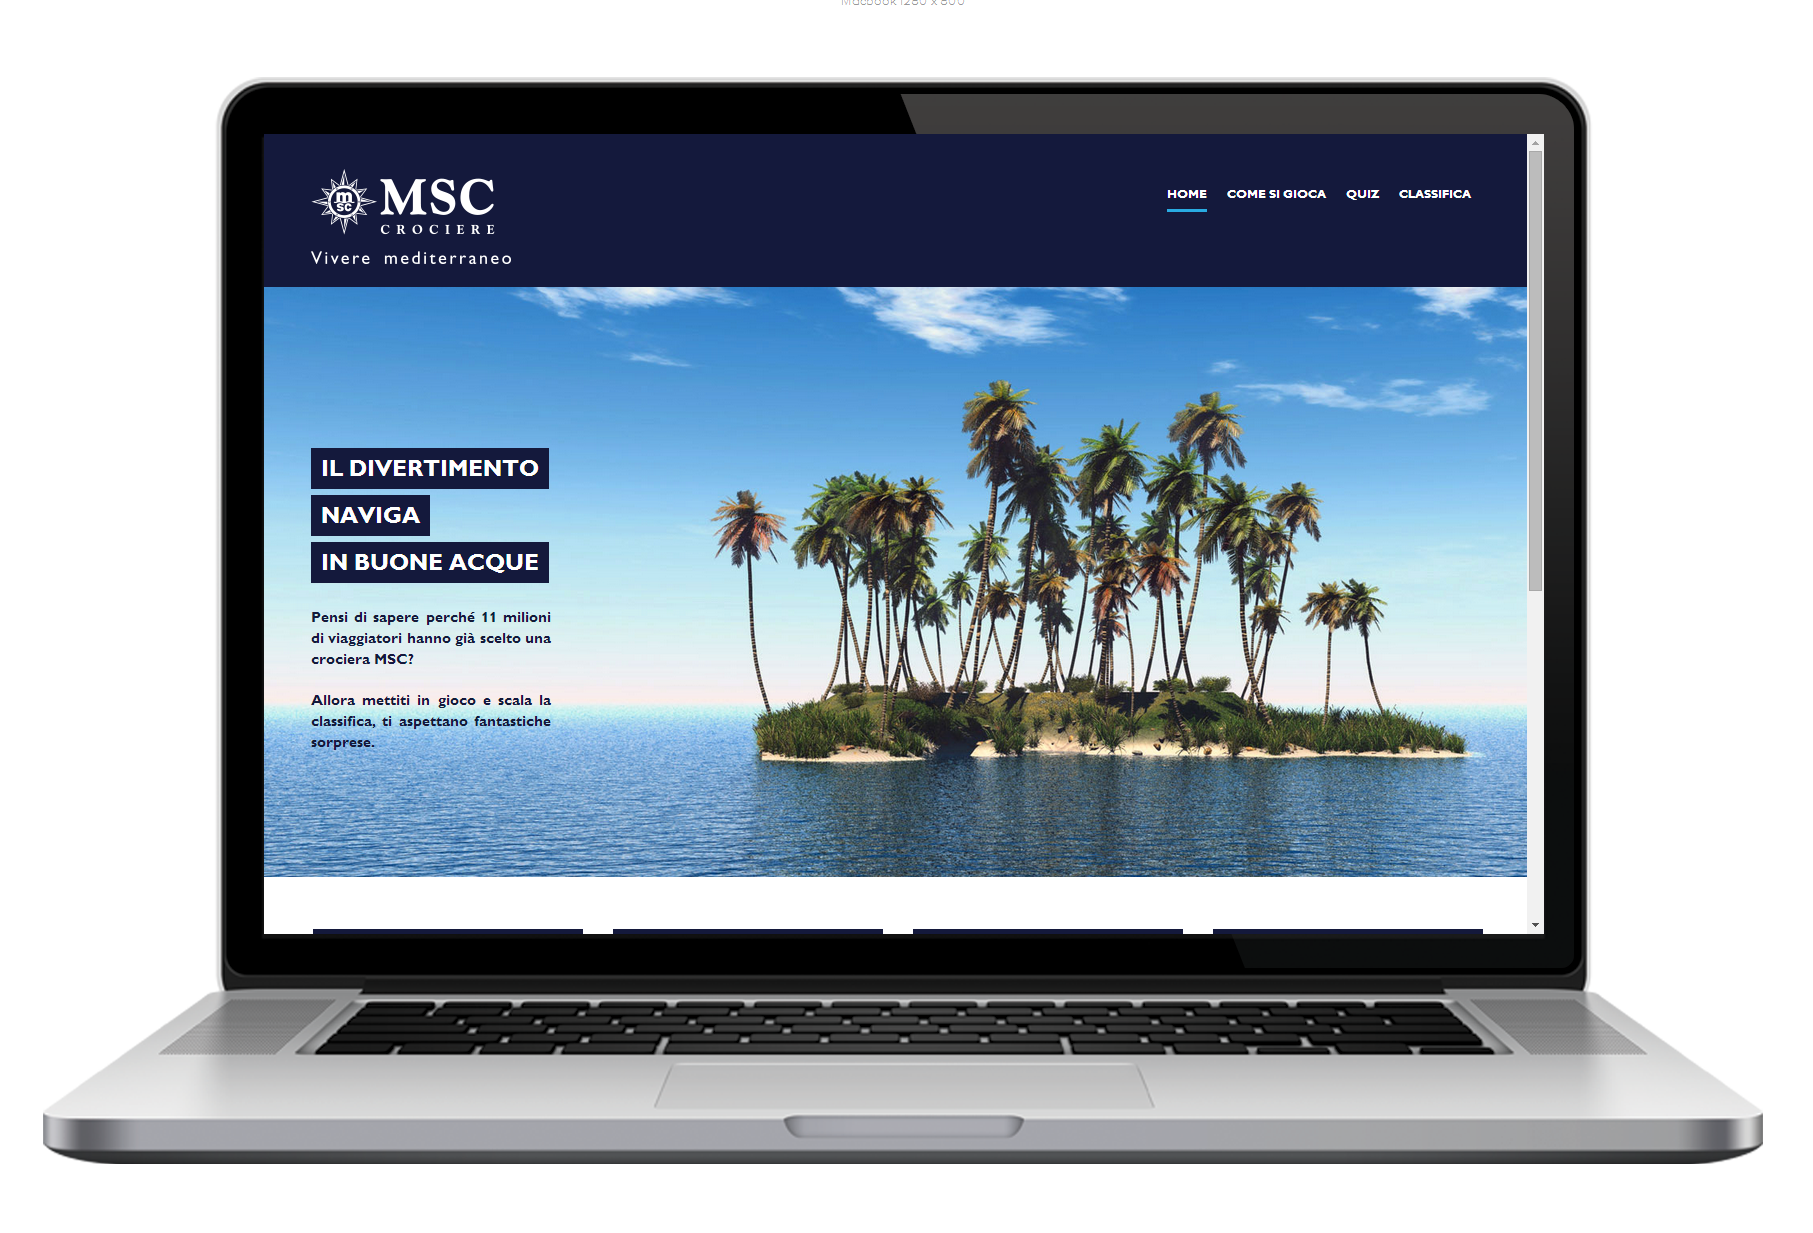 Macbook 1280 x 800
m
SC
MSC
CROCIERE
Vivere mediterraneo
HOME COME SI GIOCA QUIZ CLASSIFICA
IL DIVERTIMENTO
NAVIGA
IN BUONE ACQUE
Pensi di sapere perché 11 milioni
di viaggiatori hanno già scelto una
crociera MSC?
Allora mettiti in gioco e scala la
classifica, ti aspettano fantastiche
sorprese.